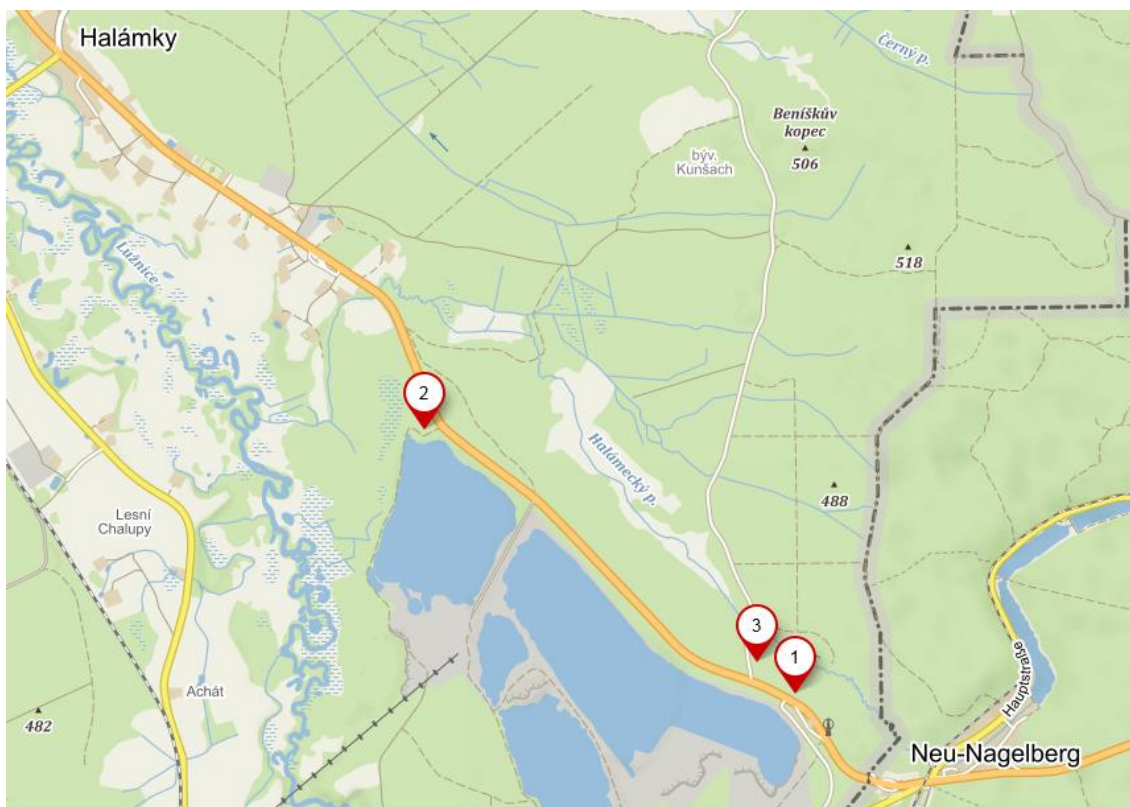 Halámky
Černý p.
Beníškův
kopec
506
býv.
Kunšach
Lužnice
518
2
Halámecký p.
488
Lesní
Chalupy
3
1
Achát
Hauptstraße
482
Neu-Nagelberg